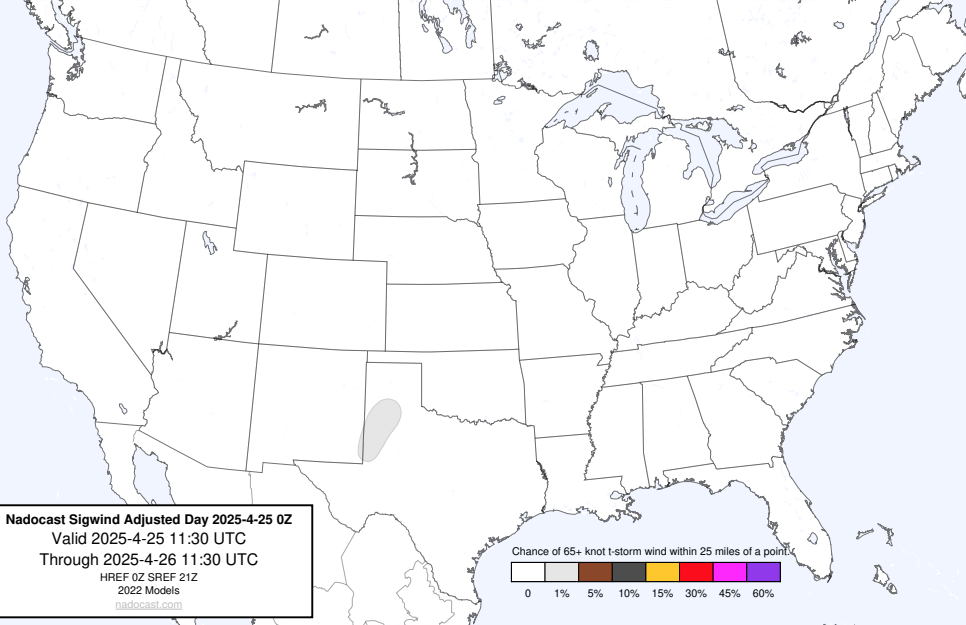 Nadocast Sigwind Adjusted Day 2025-4-25 0Z
Valid 2025-4-25 11:30 UTC
Through 2025-4-26 11:30 UTC
HREF 0Z SREF 21Z
2022 Models
nadocast.com
Chance of 65+ knot t-storm wind within 25 miles of a point.
0 1% 5% 10% 15% 30% 45% 60%